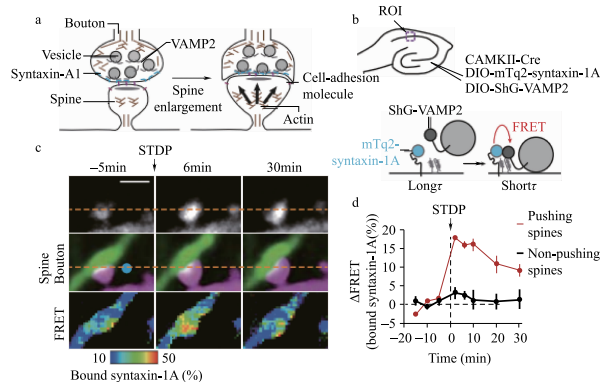 a
Bouton
Vesicle
VAMP2
Syntaxin-A1
Spine
Spine
enlargement
Cell-adhesion
molecule
Actin
b
ROI
CAMKII-Cre
DIO-mTq2-syntaxin-1A
DIO-ShG-VAMP2
ShG-VAMP2
FRET
mTq2-
syntaxin-1A
Longτ
Shortτ
c
STDP
−5min
6min
30min
Spine
Bouton
FRET
10
50
Bound syntaxin-1A (%)
d
STDP
Pushing
spines
Non-pushing
spines
ΔFRET
(bound syntaxin-1A(%))
20
15
10
5
0
−5
−20
−10
0
10
20
30
Time (min)